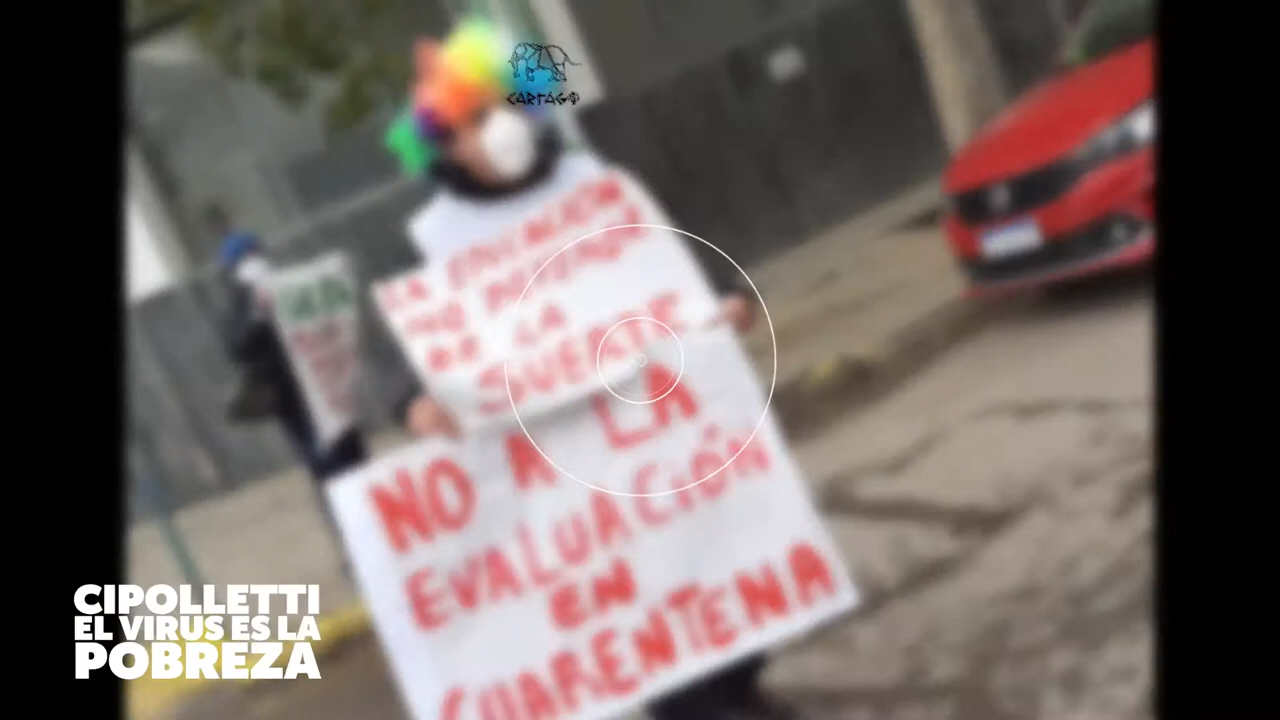 CARTAGO
LA EDUCACIÓN
NO DEPENDE
DE LA
SUERTE
NO A LA
EVALUACIÓN
EN
CUARENTENA
CIPOLLETTI
EL VIRUS ES LA
POBREZA